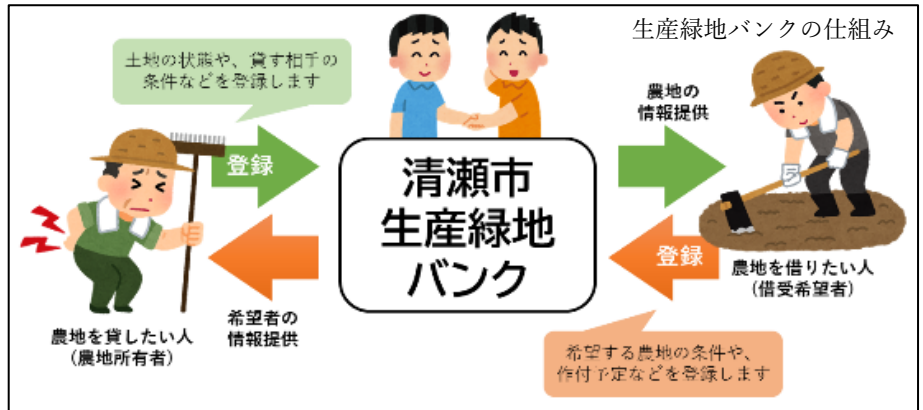 生産緑地バンクの仕組み
土地の状態や、貸す相手の
条件などを登録します
登録
清瀬市
生産緑地
バンク
農地の
情報提供
登録
農地を借りたい人
(借受希望者)
希望者の
情報提供
農地を貸したい人
(農地所有者)
希望する農地の条件や、
作付予定などを登録します